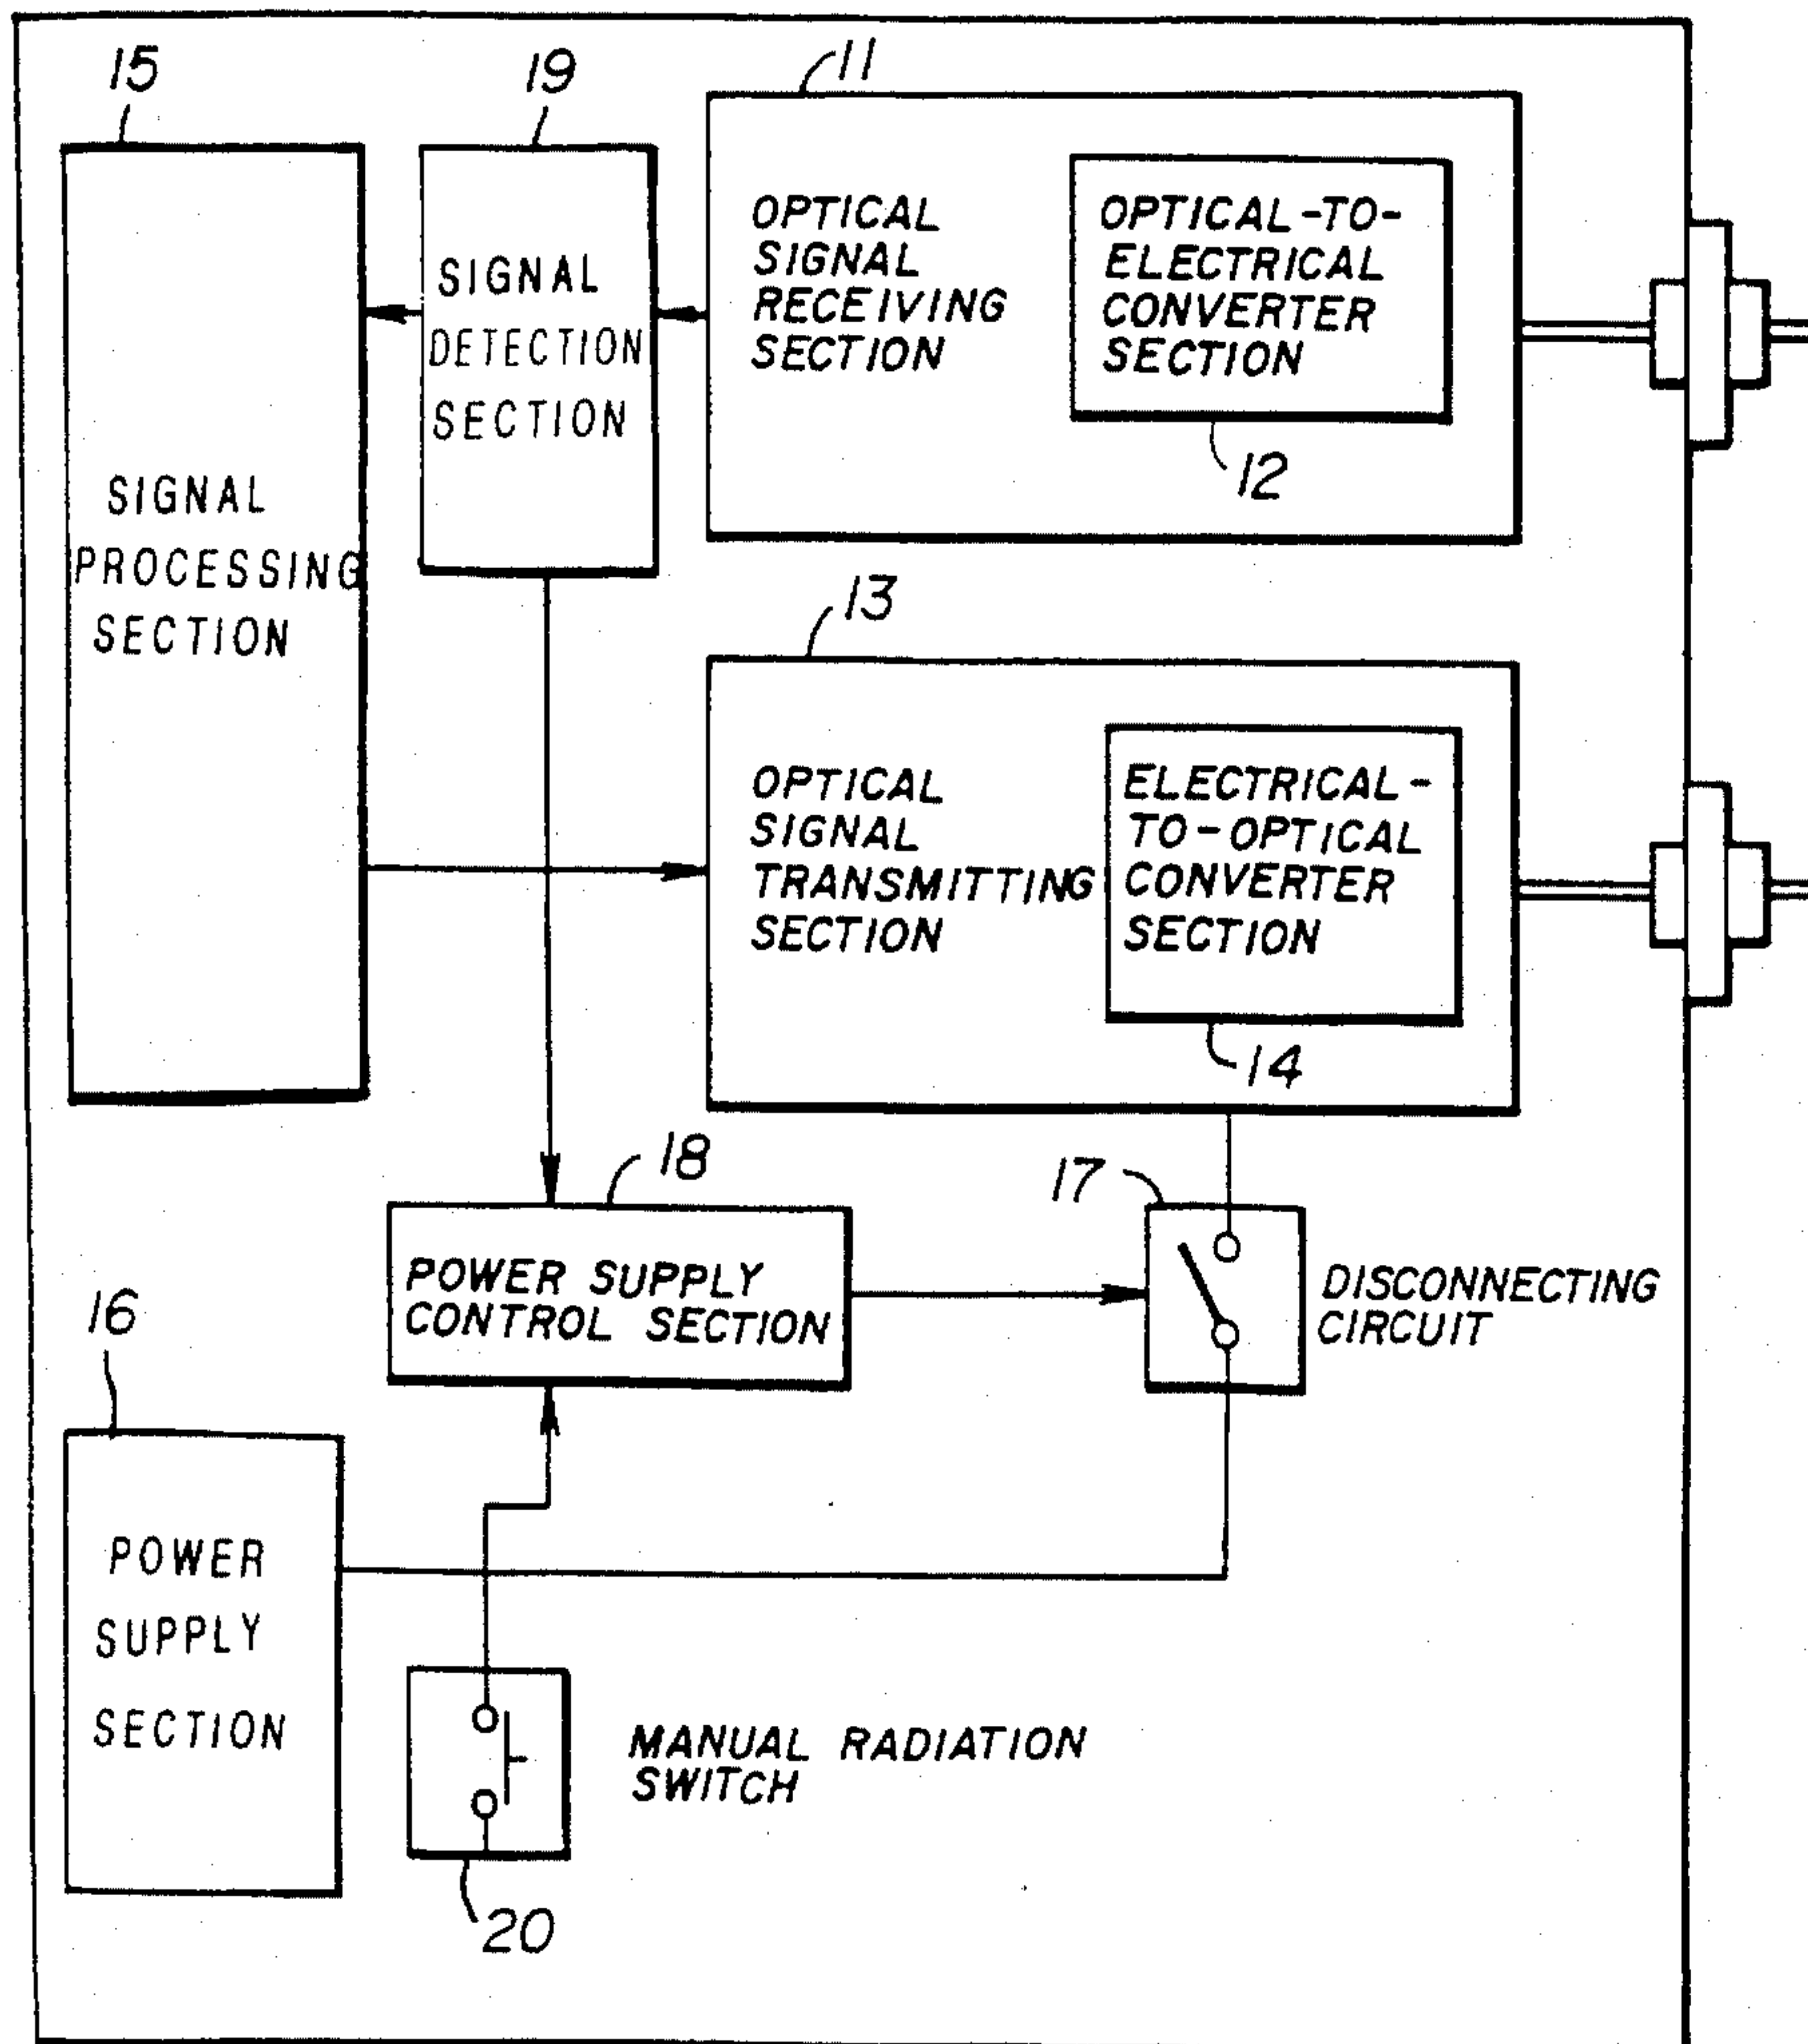 15
19
11
SIGNAL
PROCESSING
SECTION
SIGNAL
DETECTION
SECTION
OPTICAL
SIGNAL
RECEIVING
SECTION
OPTICAL-TO-
ELECTRICAL
CONVERTER
SECTION
12
13
OPTICAL
SIGNAL
TRANSMITTING
SECTION
ELECTRICAL-
TO-OPTICAL
CONVERTER
SECTION
14
18
17
POWER SUPPLY
CONTROL SECTION
DISCONNECTING
CIRCUIT
16
POWER
SUPPLY
SECTION
MANUAL RADIATION
SWITCH
20